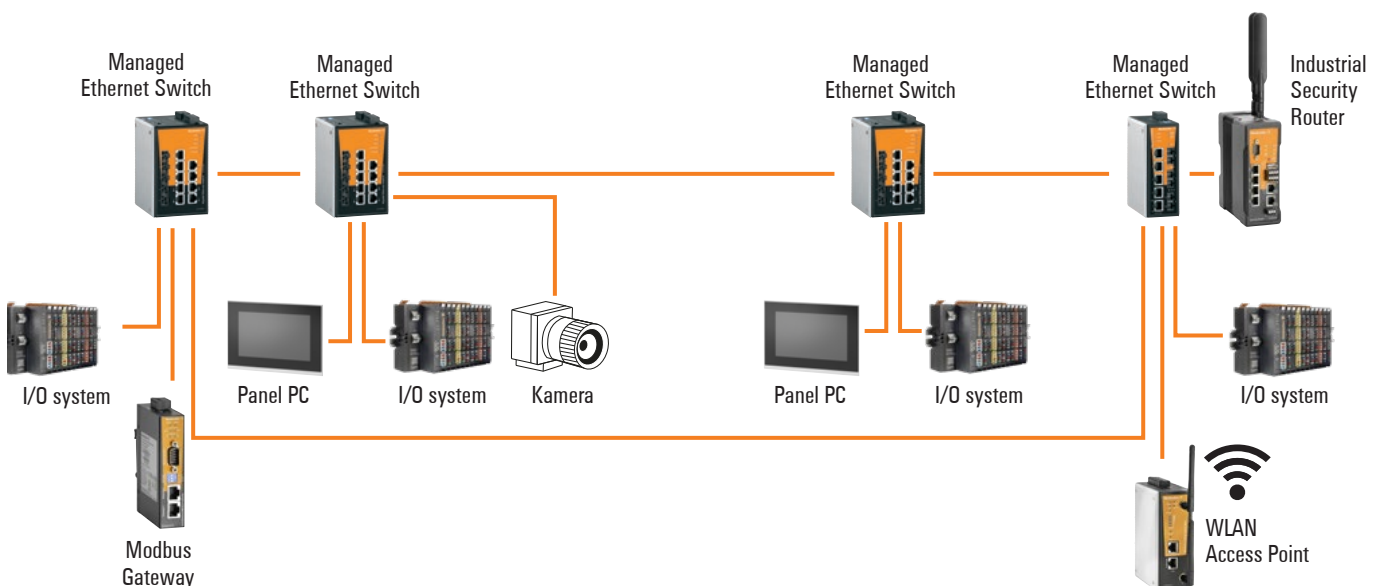 Managed
Ethernet Switch
Managed
Ethernet Switch
Managed
Ethernet Switch
Managed
Ethernet Switch
Industrial
Security
Router
I/O system
Panel PC
I/O system
Kamera
Panel PC
I/O system
I/O system
Modbus
Gateway
WLAN
Access Point